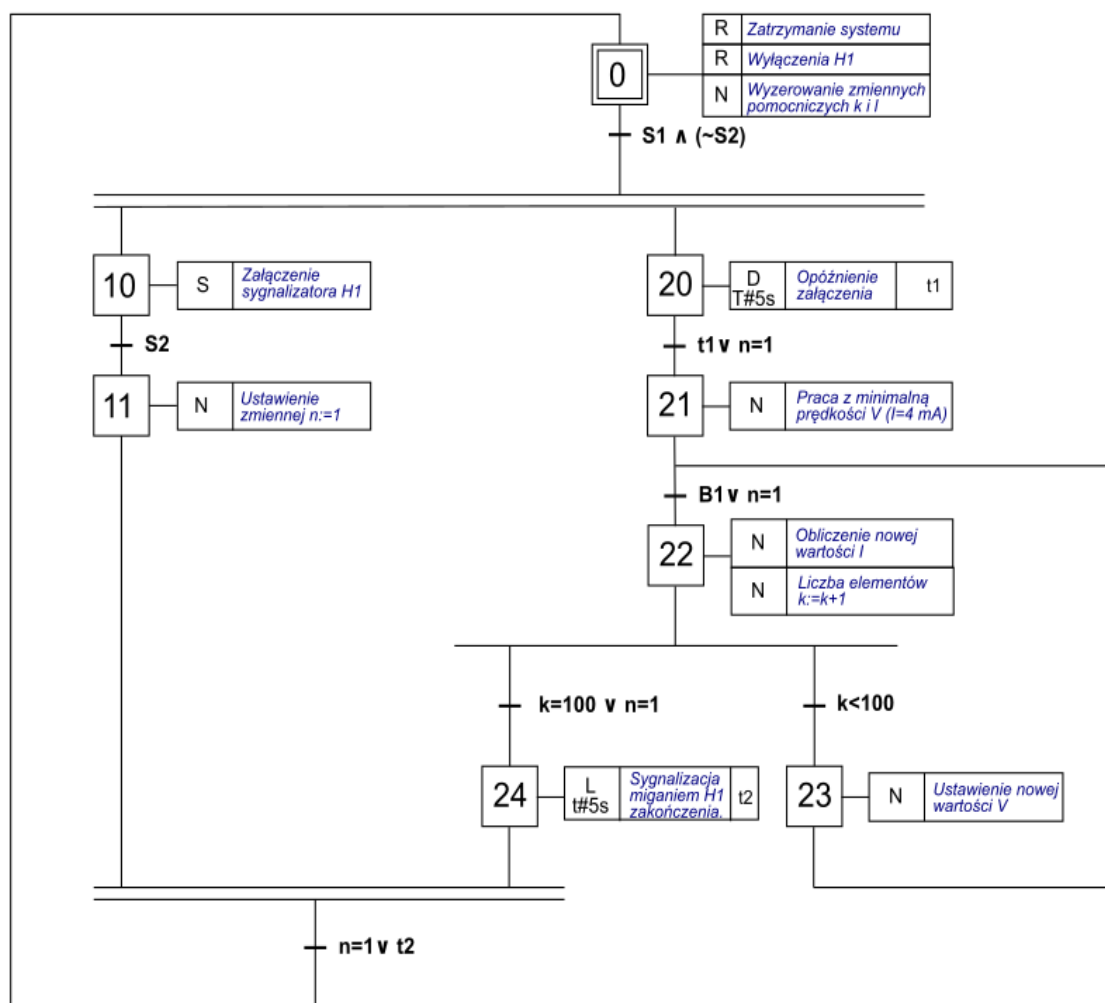 0
R Zatrzymanie systemu
R Wyłączenia H1
N Wyzerowanie zmiennych
pomocniczych k i I
S1 ∧ (~S2)
10
S
Załączenie
sygnalizatora H1
20
D
T#5s
Opóźnienie
załączenia
t1
S2
t1∨ n=1
11
N
Ustawienie
zmiennej n:=1
21
N
Praca z minimalną
prędkości V (I=4 mA)
B1∨ n=1
22
N
Obliczenie nowej
wartości I
N
Liczba elementów
k:=k+1
k=100 ∨ n=1
k<100
24
L
t#5s
Sygnalizacja
miganiem H1
zakończenia.
t2
23
N
Ustawienie nowej
wartości V
n=1∨ t2